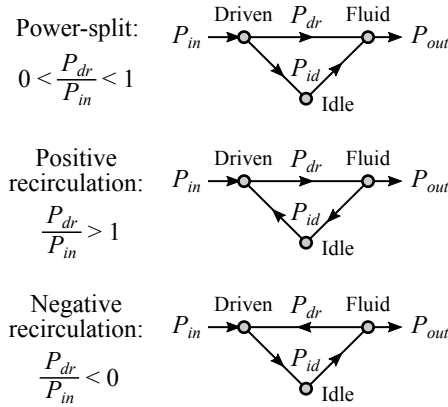 Power-split:
0 < P_dr / P_in < 1
Driven P_dr Fluid
P_in P_out
P_id
Idle
Positive
recirculation:
P_dr / P_in > 1
Driven P_dr Fluid
P_in P_out
P_id
Idle
Negative
recirculation:
P_dr / P_in < 0
Driven P_dr Fluid
P_in P_out
P_id
Idle